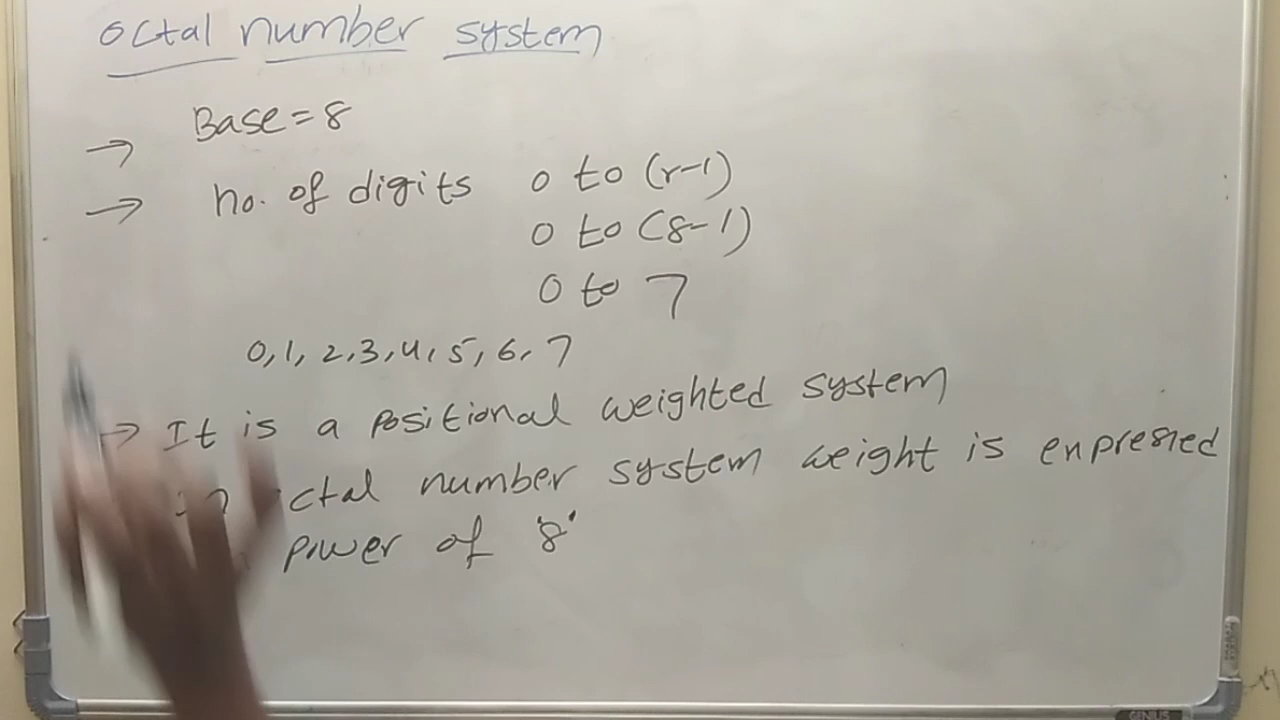 octal number system
→ Base = 8
→ no. of digits 0 to (r-1)
0 to (8-1)
0 to 7
0, 1, 2, 3, 4, 5, 6, 7
→ It is a positional weighted system
ctal number system weight is enpressed
power of '8'
GENIUS